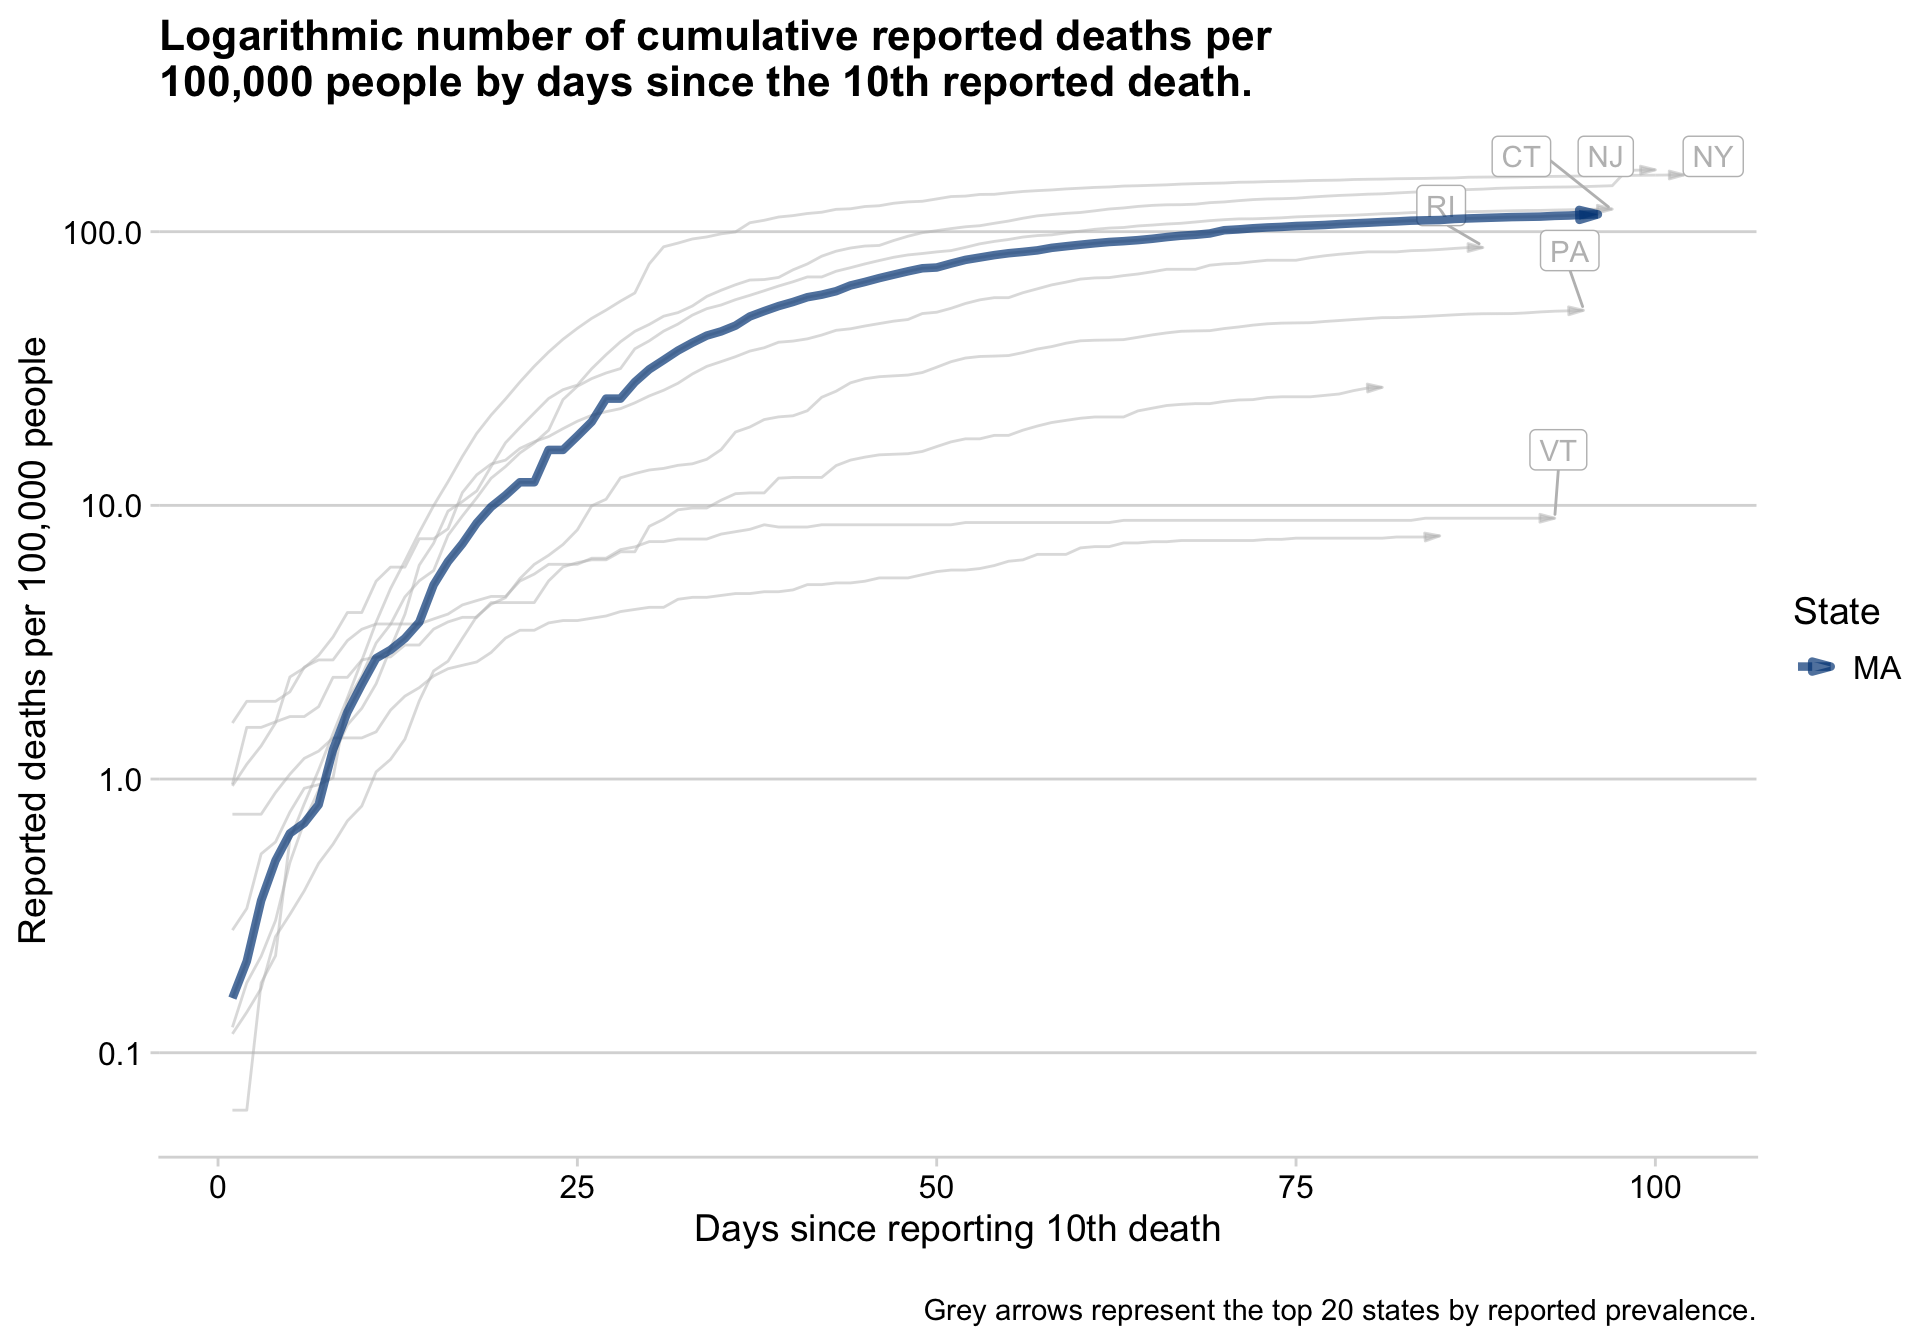 Logarithmic number of cumulative reported deaths per
100,000 people by days since the 10th reported death.
CT
NJ
NY
RI
PA
VT
100.0
10.0
1.0
0.1
Reported deaths per 100,000 people
0
25
50
75
100
Days since reporting 10th death
State
MA
Grey arrows represent the top 20 states by reported prevalence.